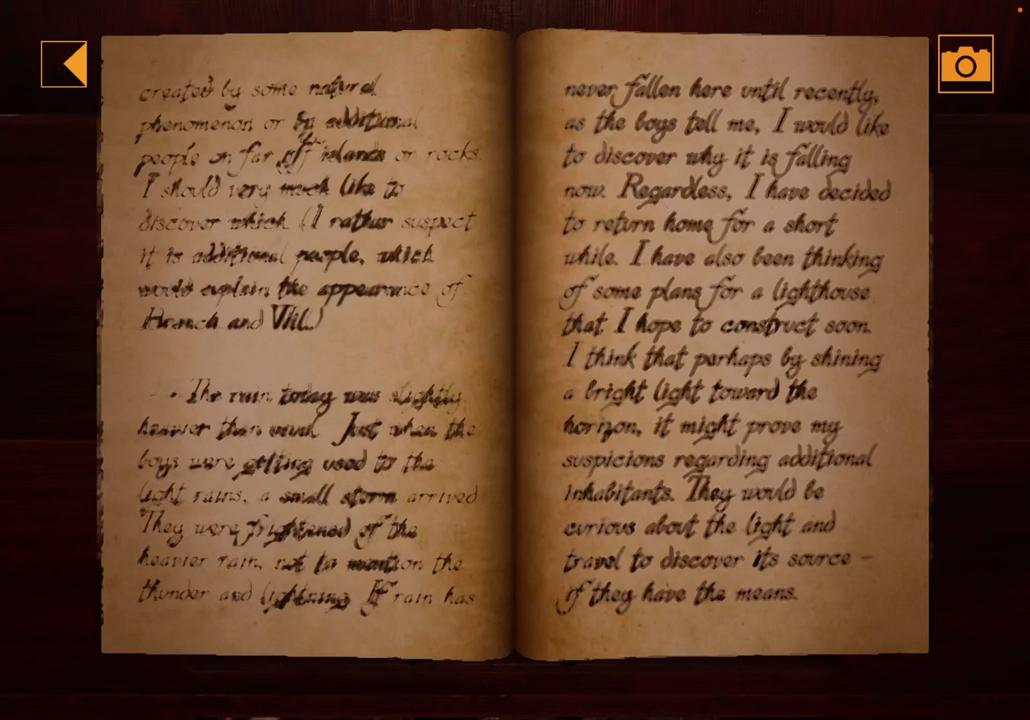 created by some natural
phenomenon or by additional
people on far off islands or rocks.
I should very much like to
discover which. (I rather suspect
it is additional people, which
would explain the appearance of
Branch and Will.)
The rain today was slightly
heavier than usual. Just when the
boys were getting used to the
light rains, a small storm arrived.
They were frightened of the
heavier rain, not to mention the
thunder and lightning. If rain has
never fallen here until recently,
as the boys tell me, I would like
to discover why it is falling
now. Regardless, I have decided
to return home for a short
while. I have also been thinking
of some plans for a lighthouse
that I hope to construct soon.
I think that perhaps by shining
a bright light toward the
horizon, it might prove my
suspicions regarding additional
inhabitants. They would be
curious about the light and
travel to discover its source -
if they have the means.